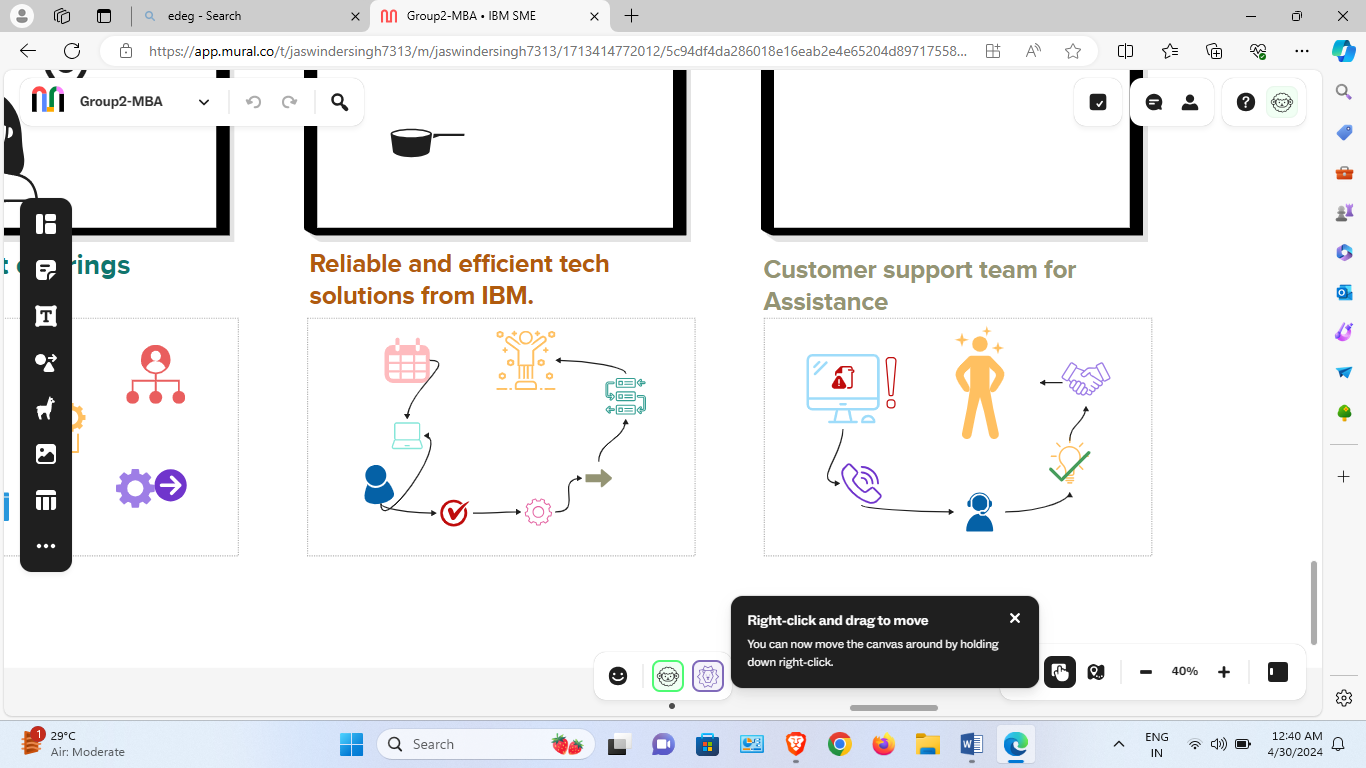 edeg - Search
Group2-MBA • IBM SME
https://app.mural.co/t/jaswindersingh7313/m/jaswindersingh7313/1713414772012/5c94df4da286018e16eab2e4e65204d89717558...
Group2-MBA
rings
Reliable and efficient tech
solutions from IBM.
Customer support team for
Assistance
Right-click and drag to move
You can now move the canvas around by holding
down right-click.
40%
1
29°C
Air: Moderate
Search
ENG
IN
12:40 AM
4/30/2024